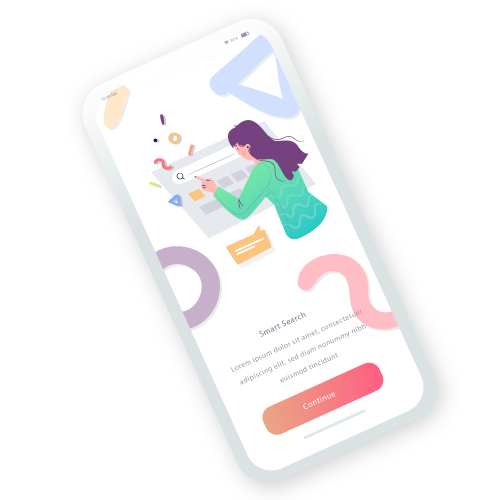 Smart Search
Lorem ipsum dolor sit amet, consectetuer
adipiscing elit, sed diam nonummy nibh
euismod tincidunt
Continue